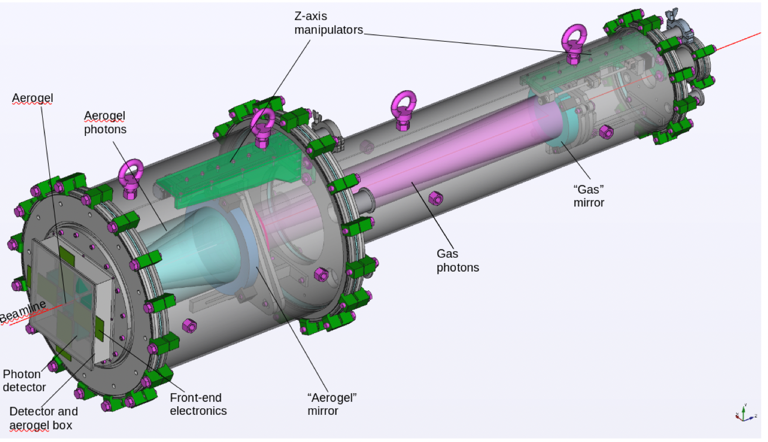 Z-axis
manipulators
Aerogel
Aerogel
photons
"Gas"
mirror
Gas
photons
Beamline
Photon
detector
Detector and
aerogel box
Front-end
electronics
"Aerogel"
mirror